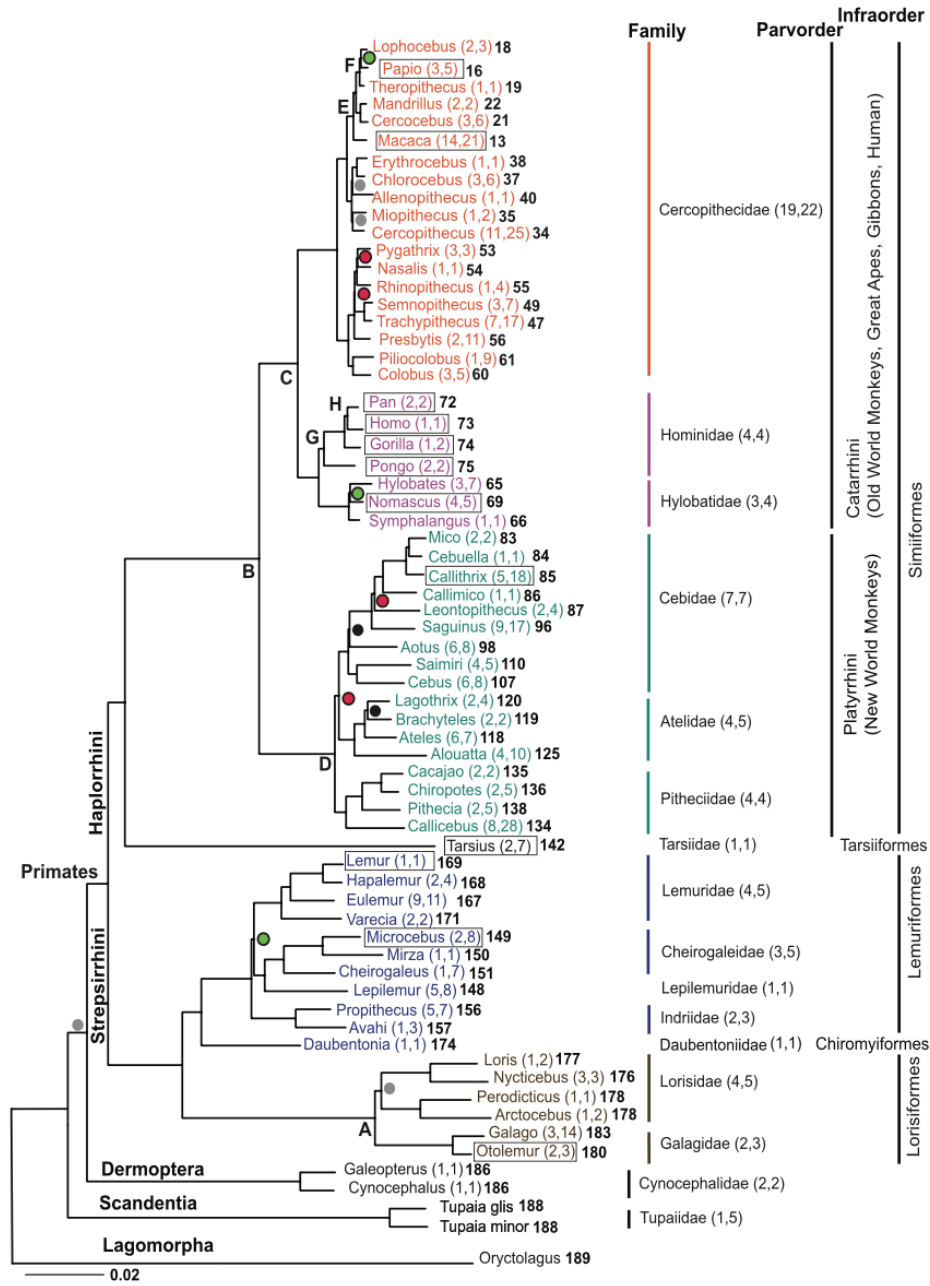 Infraorder
Family
Parvorder
Lophocebus (2,3) 18
F
Papio (3,5) 16
Theropithecus (1,1) 19
E
Mandrillus (2,2) 22
Cercocebus (3,6) 21
Macaca (14,21) 13
Erythrocebus (1,1) 38
Chlorocebus (3,6) 37
Allenopithecus (1,1) 40
Miopithecus (1,2) 35
Cercopithecus (11,25) 34
Cercopithecidae (19,22)
Pygathrix (3,3) 53
Nasalis (1,1) 54
Rhinopithecus (1,4) 55
Semnopithecus (3,7) 49
Trachypithecus (7,17) 47
Presbytis (2,11) 56
Piliocolobus (1,9) 61
Colobus (3,5) 60
C
H
Pan (2,2) 72
Homo (1,1) 73
G
Gorilla (1,2) 74
Pongo (2,2) 75
Hominidae (4,4)
Hylobates (3,7) 65
Nomascus (4,5) 69
Symphalangus (1,1) 66
Hylobatidae (3,4)
Catarrhini
(Old World Monkeys, Great Apes, Gibbons, Human)
Simiiformes
B
Mico (2,2) 83
Cebuella (1,1) 84
Callithrix (5,18) 85
Callimico (1,1) 86
Leontopithecus (2,4) 87
Saguinus (9,17) 96
Aotus (6,8) 98
Saimiri (4,5) 110
Cebus (6,8) 107
Cebidae (7,7)
Lagothrix (2,4) 120
Brachyteles (2,2) 119
Ateles (6,7) 118
Alouatta (4,10) 125
Atelidae (4,5)
D
Cacajao (2,2) 135
Chiropotes (2,5) 136
Pithecia (2,5) 138
Callicebus (8,28) 134
Pitheciidae (4,4)
Platyrrhini
(New World Monkeys)
Haplorrhini
Tarsius (2,7) 142
Tarsiidae (1,1)
Tarsiiformes
Primates
Lemur (1,1) 169
Hapalemur (2,4) 168
Eulemur (9,11) 167
Varecia (2,2) 171
Lemuridae (4,5)
Microcebus (2,8) 149
Mirza (1,1) 150
Cheirogaleus (1,7) 151
Cheirogaleidae (3,5)
Lepilemur (5,8) 148
Lepilemuridae (1,1)
Propithecus (5,7) 156
Avahi (1,3) 157
Indriidae (2,3)
Lemuriformes
Strepsirrhini
Daubentonia (1,1) 174
Daubentoniidae (1,1)
Chiromyiformes
Loris (1,2) 177
Nycticebus (3,3) 176
Perodicticus (1,1) 178
Arctocebus (1,2) 178
Lorisidae (4,5)
A
Galago (3,14) 183
Otolemur (2,3) 180
Galagidae (2,3)
Lorisiformes
Dermoptera
Galeopterus (1,1) 186
Cynocephalus (1,1) 186
Cynocephalidae (2,2)
Scandentia
Tupaia glis 188
Tupaia minor 188
Tupaiidae (1,5)
Lagomorpha
Oryctolagus 189
0.02